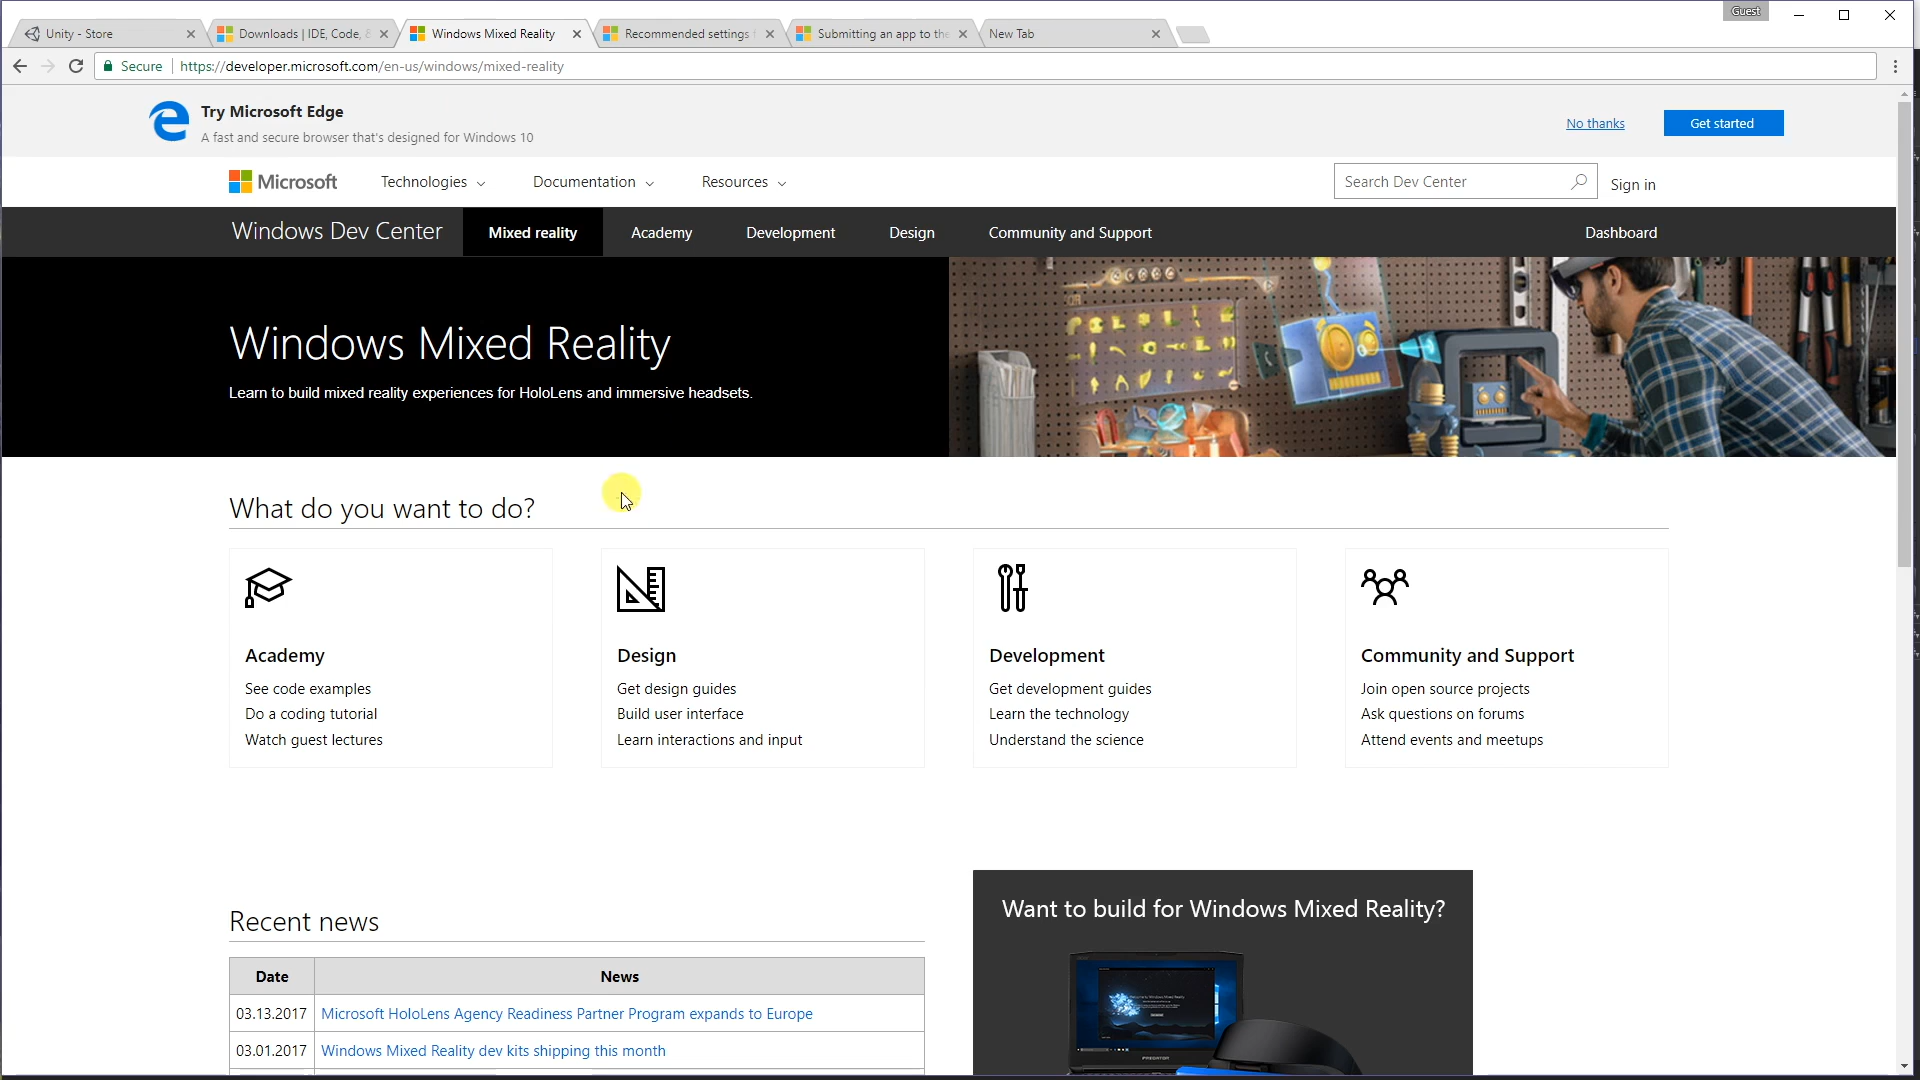 Guest
Unity - Store
Downloads | IDE, Code, &
Windows Mixed Reality
Recommended settings f
Submitting an app to the
New Tab
Secure
https://developer.microsoft.com/en-us/windows/mixed-reality
Try Microsoft Edge
A fast and secure browser that's designed for Windows 10
No thanks
Get started
Microsoft
Technologies
Documentation
Resources
Search Dev Center
Sign in
Windows Dev Center
Mixed reality
Academy
Development
Design
Community and Support
Dashboard
Windows Mixed Reality
Learn to build mixed reality experiences for HoloLens and immersive headsets.
What do you want to do?
Academy
See code examples
Do a coding tutorial
Watch guest lectures
Design
Get design guides
Build user interface
Learn interactions and input
Development
Get development guides
Learn the technology
Understand the science
Community and Support
Join open source projects
Ask questions on forums
Attend events and meetups
Recent news
Date
News
03.13.2017
Microsoft HoloLens Agency Readiness Partner Program expands to Europe
03.01.2017
Windows Mixed Reality dev kits shipping this month
Want to build for Windows Mixed Reality?
PREDATOR